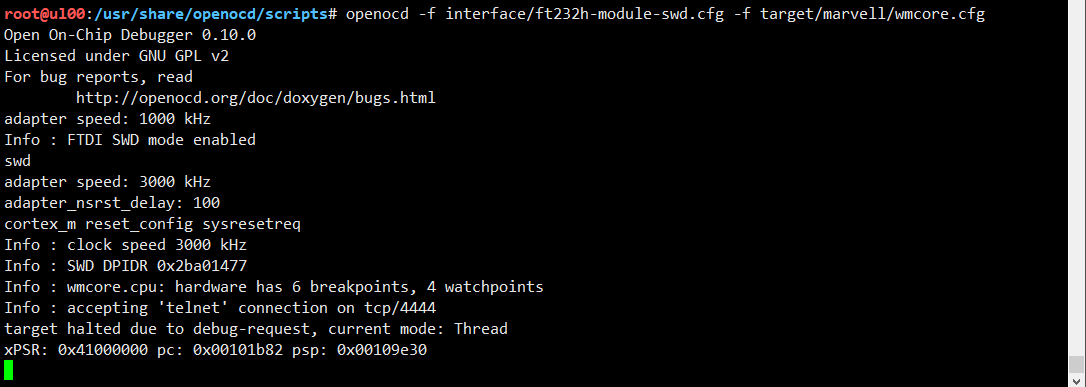 root@ul00:/usr/share/openocd/scripts# openocd -f interface/ft232h-module-swd.cfg -f target/marvell/wmcore.cfg
Open On-Chip Debugger 0.10.0
Licensed under GNU GPL v2
For bug reports, read
        http://openocd.org/doc/doxygen/bugs.html
adapter speed: 1000 kHz
Info : FTDI SWD mode enabled
swd
adapter speed: 3000 kHz
adapter_nsrst_delay: 100
cortex_m reset_config sysresetreq
Info : clock speed 3000 kHz
Info : SWD DPIDR 0x2ba01477
Info : wmcore.cpu: hardware has 6 breakpoints, 4 watchpoints
Info : accepting 'telnet' connection on tcp/4444
target halted due to debug-request, current mode: Thread
xPSR: 0x41000000 pc: 0x00101b82 psp: 0x00109e30